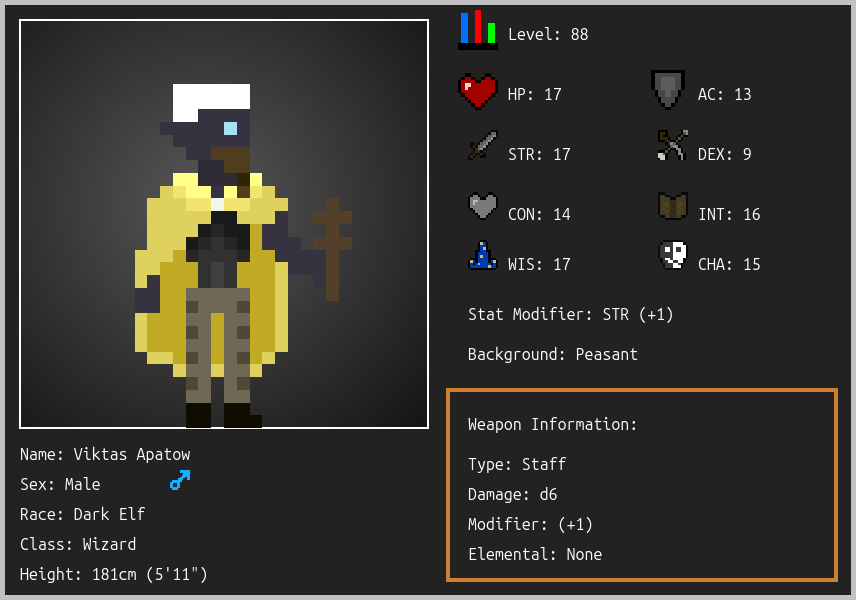 Level: 88
HP: 17
AC: 13
STR: 17
DEX: 9
CON: 14
INT: 16
WIS: 17
CHA: 15
Stat Modifier: STR (+1)
Background: Peasant
Weapon Information:
Type: Staff
Damage: d6
Modifier: (+1)
Elemental: None
Name: Viktas Apatow
Sex: Male
Race: Dark Elf
Class: Wizard
Height: 181cm (5'11")